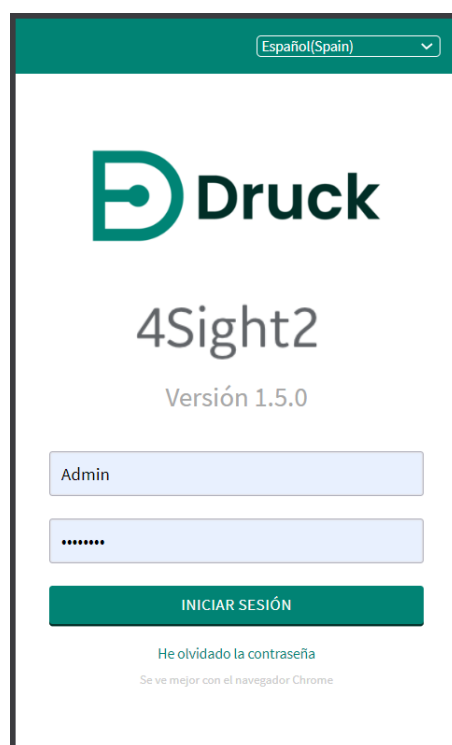 Español(Spain)
Druck
4Sight2
Versión 1.5.0
Admin
••••••••
INICIAR SESIÓN
He olvidado la contraseña
Se ve mejor con el navegador Chrome